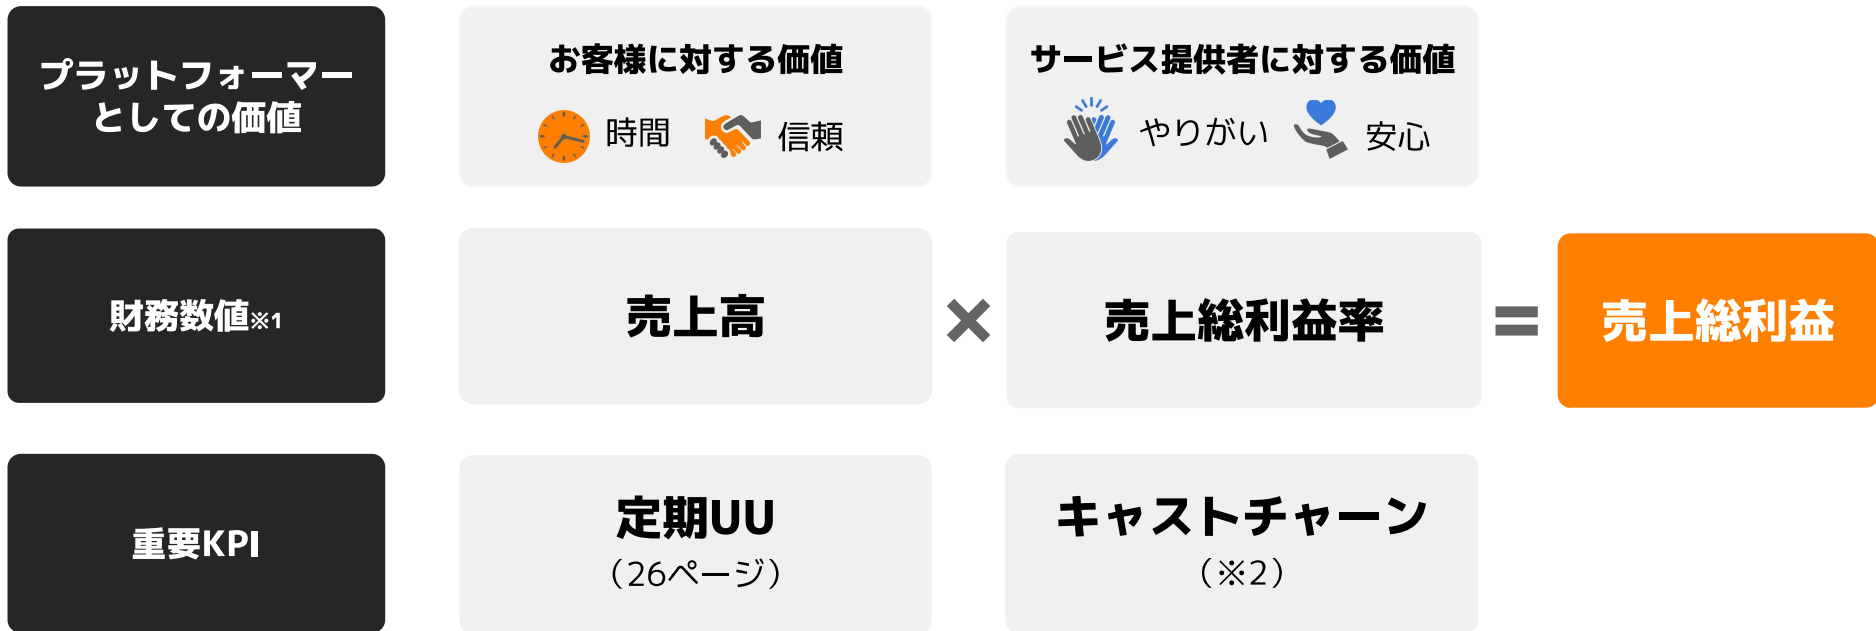 プラットフォーマー
としての価値
お客様に対する価値
時間 信頼
サービス提供者に対する価値
やりがい 安心
財務数値※1
売上高
×
売上総利益率
=
売上総利益
重要KPI
定期UU
（26ページ）
キャストチャーン
（※2）